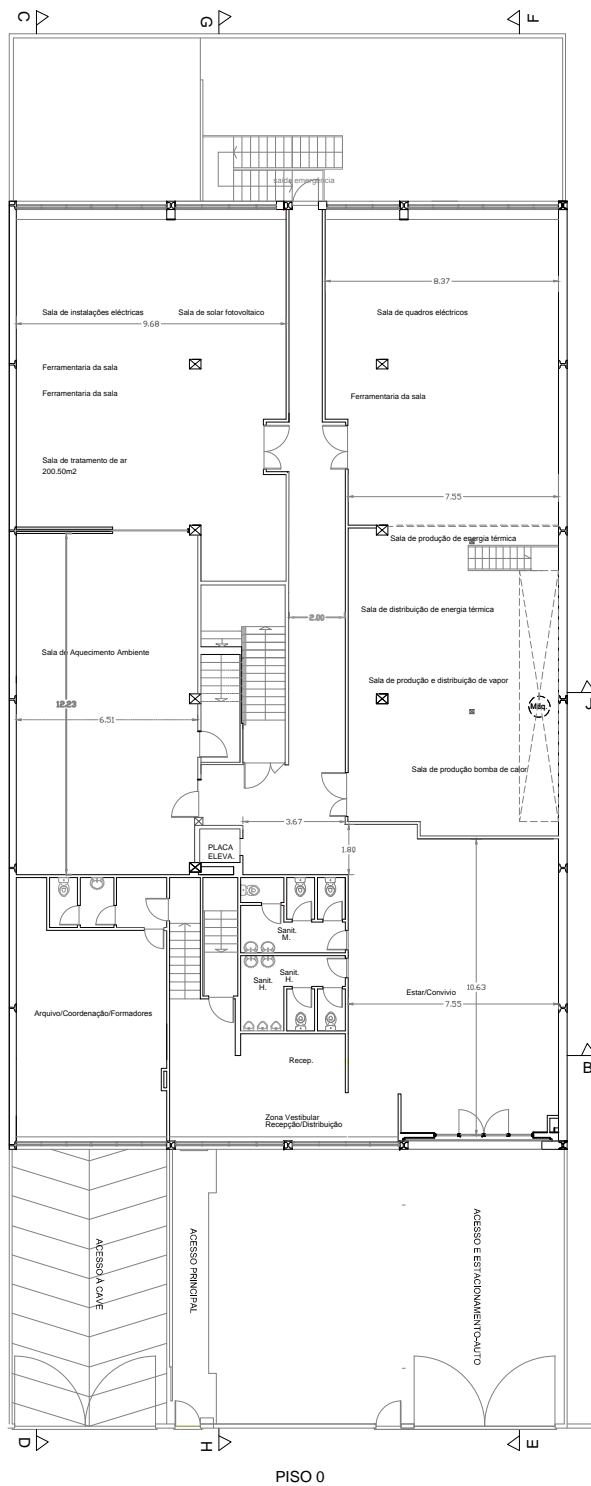 C
G
F
saída emergência
8.37
Sala de instalações eléctricas
Sala de solar fotovoltaico
Sala de quadros eléctricos
9.68
Ferramentaria da sala
Ferramentaria da sala
Ferramentaria da sala
Sala de tratamento de ar
200.50m2
7.55
Sala de produção de energia térmica
Sala de distribuição de energia térmica
2.00
Sala de Aquecimento Ambiente
Sala de produção e distribuição de vapor
12.23
6.51
Máq.
J
Sala de produção bomba de calor
3.67
PLACA
ELEVA.
1.80
Sanit.
M.
Sanit.
H.
Sanit.
H.
Estar/Convivio
10.63
7.55
Arquivo/Coordenação/Formadores
Recep.
B
Zona Vestibular
Recepção/Distribuição
ACESSO À CAVE
ACESSO PRINCIPAL
ACESSO E ESTACIONAMENTO-AUTO
D
H
E
PISO 0